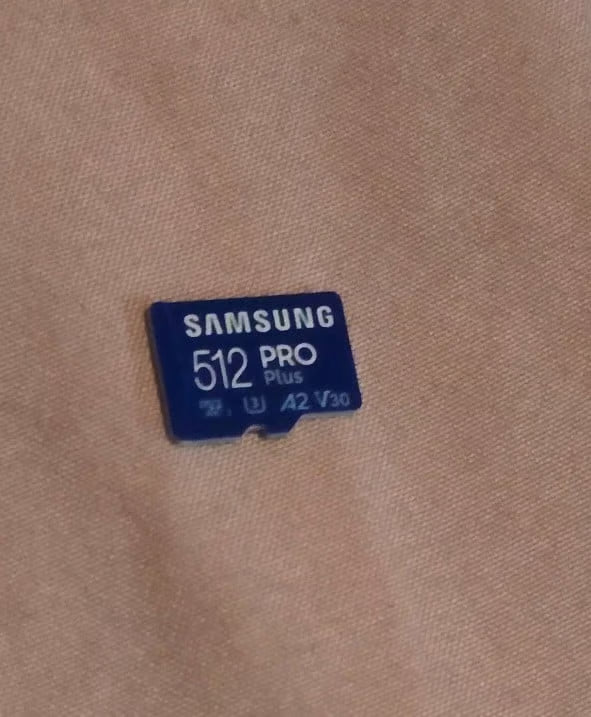 SAMSUNG
512 PRO
Plus
U3 A2 V30